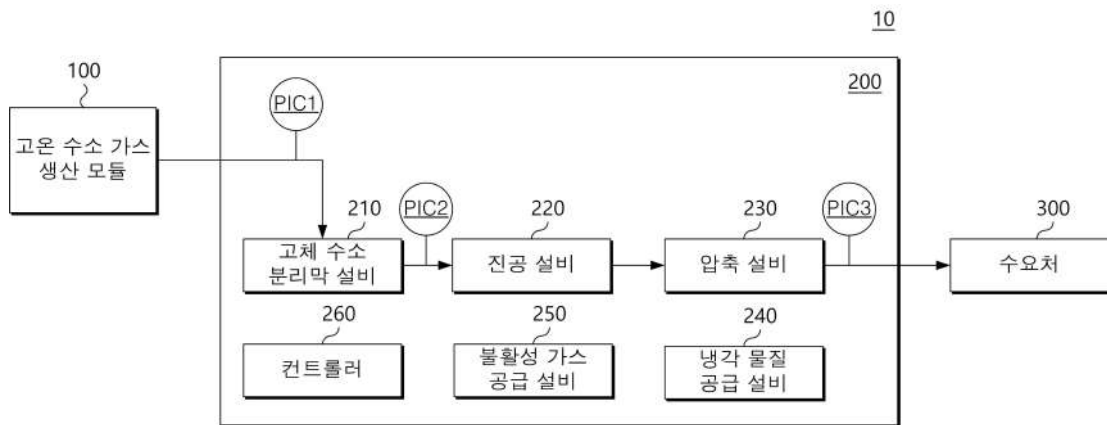 10
100
고온 수소 가스
생산 모듈
PIC1
200
210
고체 수소
분리막 설비
PIC2
220
진공 설비
230
압축 설비
PIC3
300
수요처
260
컨트롤러
250
불활성 가스
공급 설비
240
냉각 물질
공급 설비